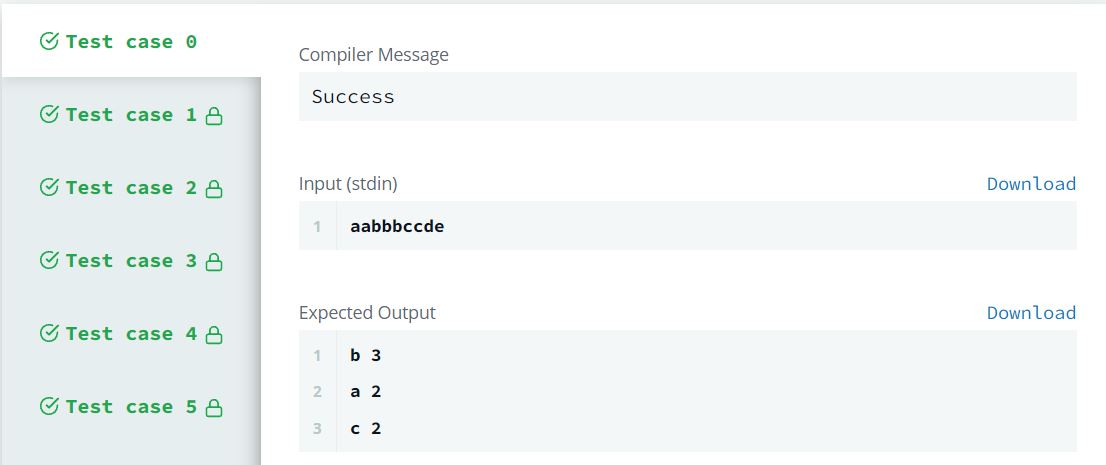 Test case 0
Test case 1
Test case 2
Test case 3
Test case 4
Test case 5
Compiler Message
Success
Input (stdin)
Download
1 aabbbccde
Expected Output
Download
1 b 3
2 a 2
3 c 2